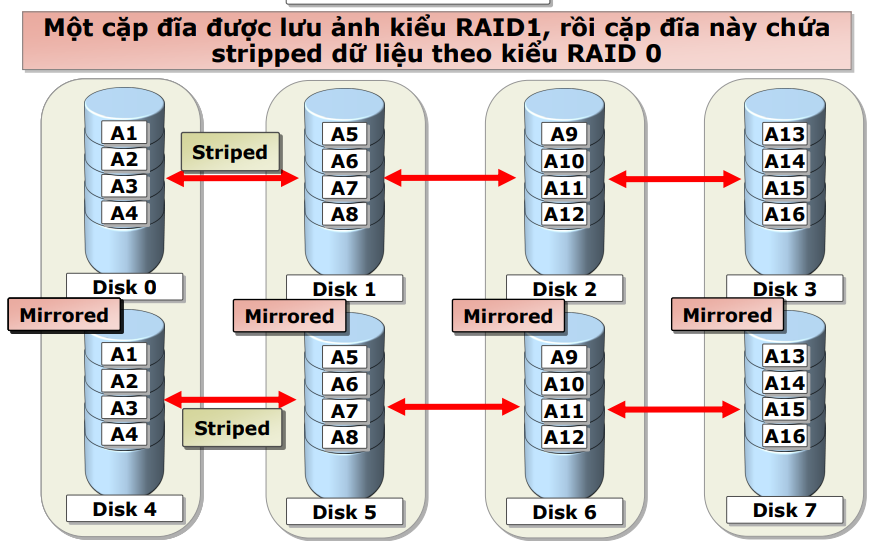 Một cặp đĩa được lưu ảnh kiểu RAID1, rồi cặp đĩa này chứa
stripped dữ liệu theo kiểu RAID 0
A1
A2
A3
A4
Striped
A5
A6
A7
A8
A9
A10
A11
A12
A13
A14
A15
A16
Disk 0
Disk 1
Disk 2
Disk 3
Mirrored
Mirrored
Mirrored
Mirrored
A1
A2
A3
A4
Striped
A5
A6
A7
A8
A9
A10
A11
A12
A13
A14
A15
A16
Disk 4
Disk 5
Disk 6
Disk 7